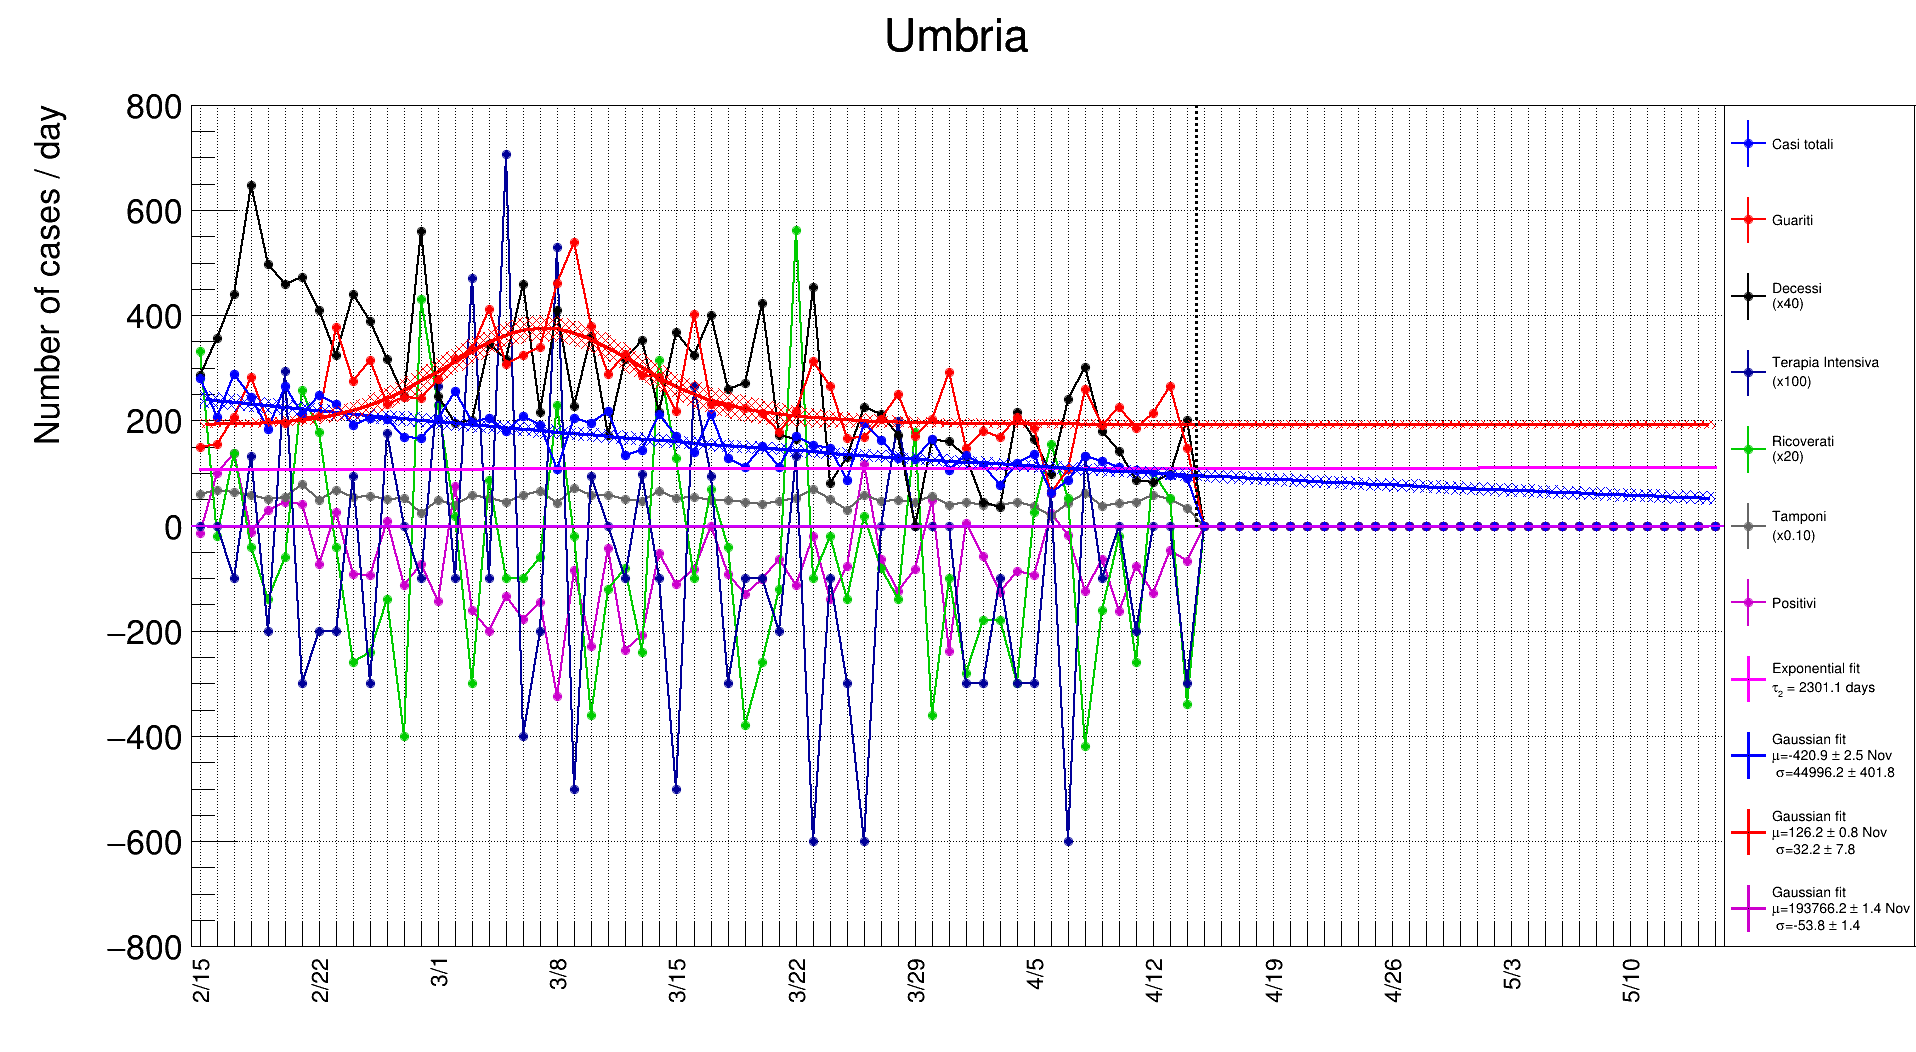 Umbria
Number of cases / day
800
600
400
200
0
−200
−400
−600
−800
2/15
2/22
3/1
3/8
3/15
3/22
3/29
4/5
4/12
4/19
4/26
5/3
5/10
Casi totali
Guariti
Decessi
(x40)
Terapia Intensiva
(x100)
Ricoverati
(x20)
Tamponi
(x0.10)
Positivi
Exponential fit
τ2 = 2301.1 days
Gaussian fit
μ=-420.9 ± 2.5 Nov
σ=44996.2 ± 401.8
Gaussian fit
μ=126.2 ± 0.8 Nov
σ=32.2 ± 7.8
Gaussian fit
μ=193766.2 ± 1.4 Nov
σ=-53.8 ± 1.4